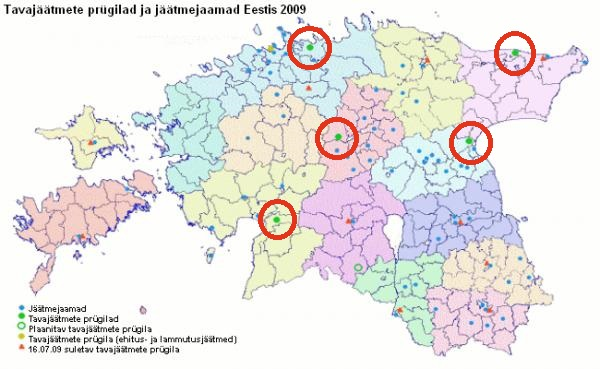 Tavajäätmete prügilad ja jäätmejaamad Eestis 2009
Jäätmejaamad
Tavajäätmete prügilad
Plaanitav tavajäätmete prügila
Tavajäätmete prügila (ehitus- ja lammutusjäätmed)
16.07.09 suletav tavajäätmete prügila